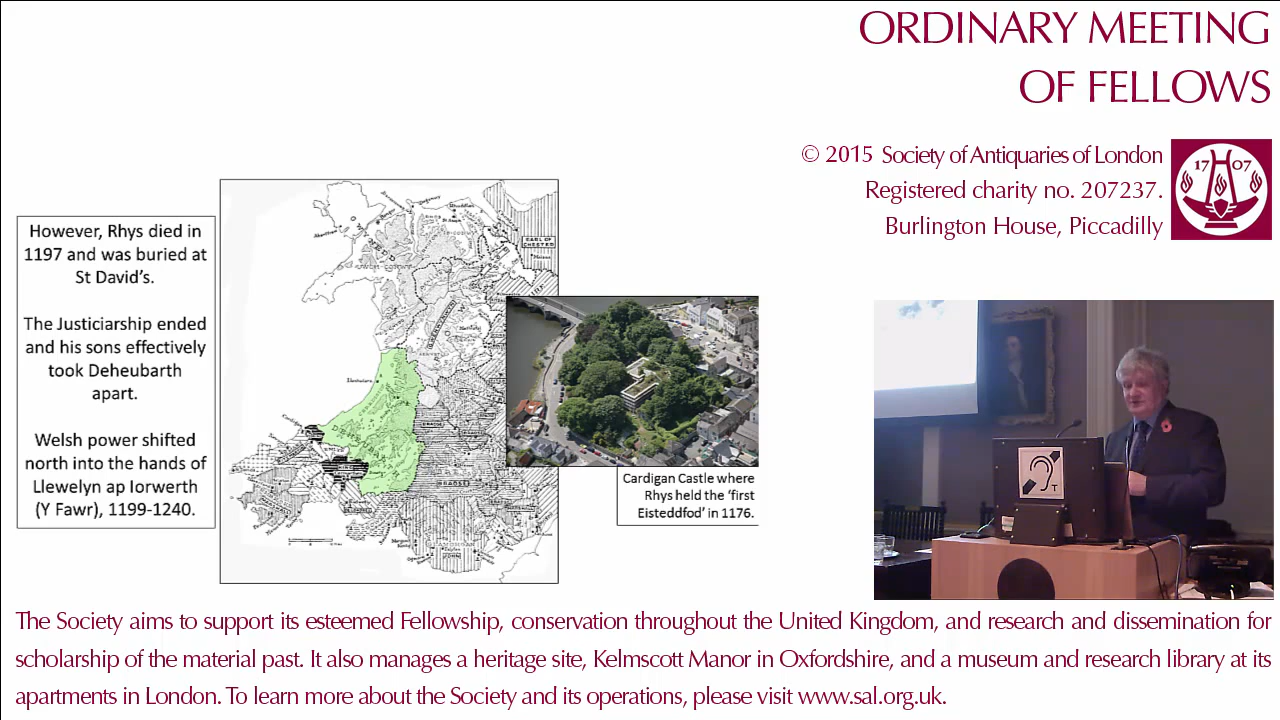 ORDINARY MEETING
OF FELLOWS
© 2015 Society of Antiquaries of London
Registered charity no. 207237.
Burlington House, Piccadilly
17 07
However, Rhys died in
1197 and was buried at
St David's.
The Justiciarship ended
and his sons effectively
took Deheubarth
apart.
Welsh power shifted
north into the hands of
Llewelyn ap Iorwerth
(Y Fawr), 1199-1240.
EARL OF
CHESTER
Cardigan Castle where
Rhys held the 'first
Eisteddfod' in 1176.
T
The Society aims to support its esteemed Fellowship, conservation throughout the United Kingdom, and research and dissemination for
scholarship of the material past. It also manages a heritage site, Kelmscott Manor in Oxfordshire, and a museum and research library at its
apartments in London. To learn more about the Society and its operations, please visit www.sal.org.uk.